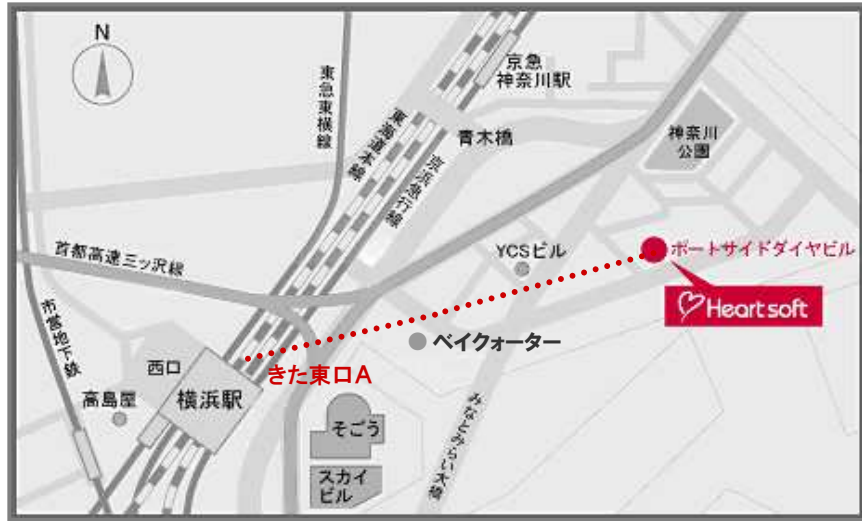 N
京急
神奈川駅
東急東横線
東海道本線
京浜急行線
青木橋
神奈川
公園
首都高速三ッ沢線
YCSビル
ポートサイドダイヤビル
Heartsoft
市営地下鉄
ベイクォーター
西口
きた東口A
横浜駅
高島屋
そごう
スカイ
ビル
みなとみらい大橋